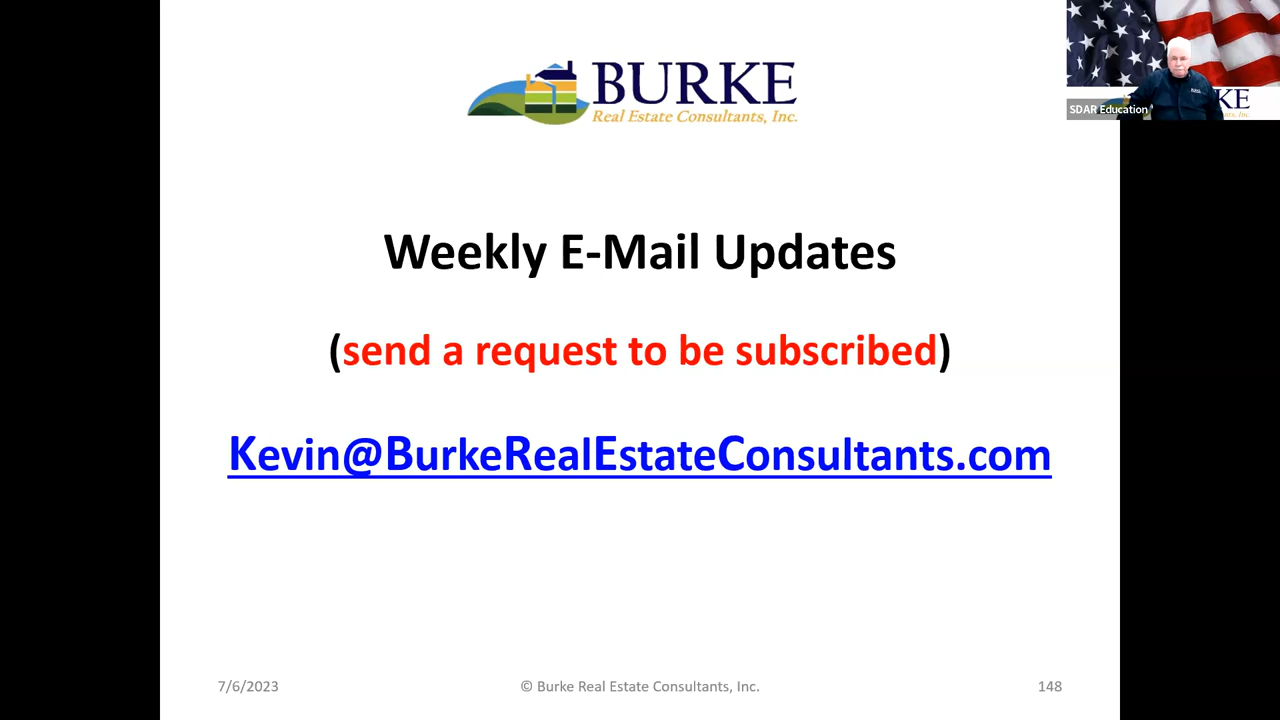 BURKE
Real Estate Consultants, Inc.
SDAR Education
KE
Weekly E-Mail Updates
(send a request to be subscribed)
Kevin@BurkeRealEstateConsultants.com
7/6/2023
© Burke Real Estate Consultants, Inc.
148